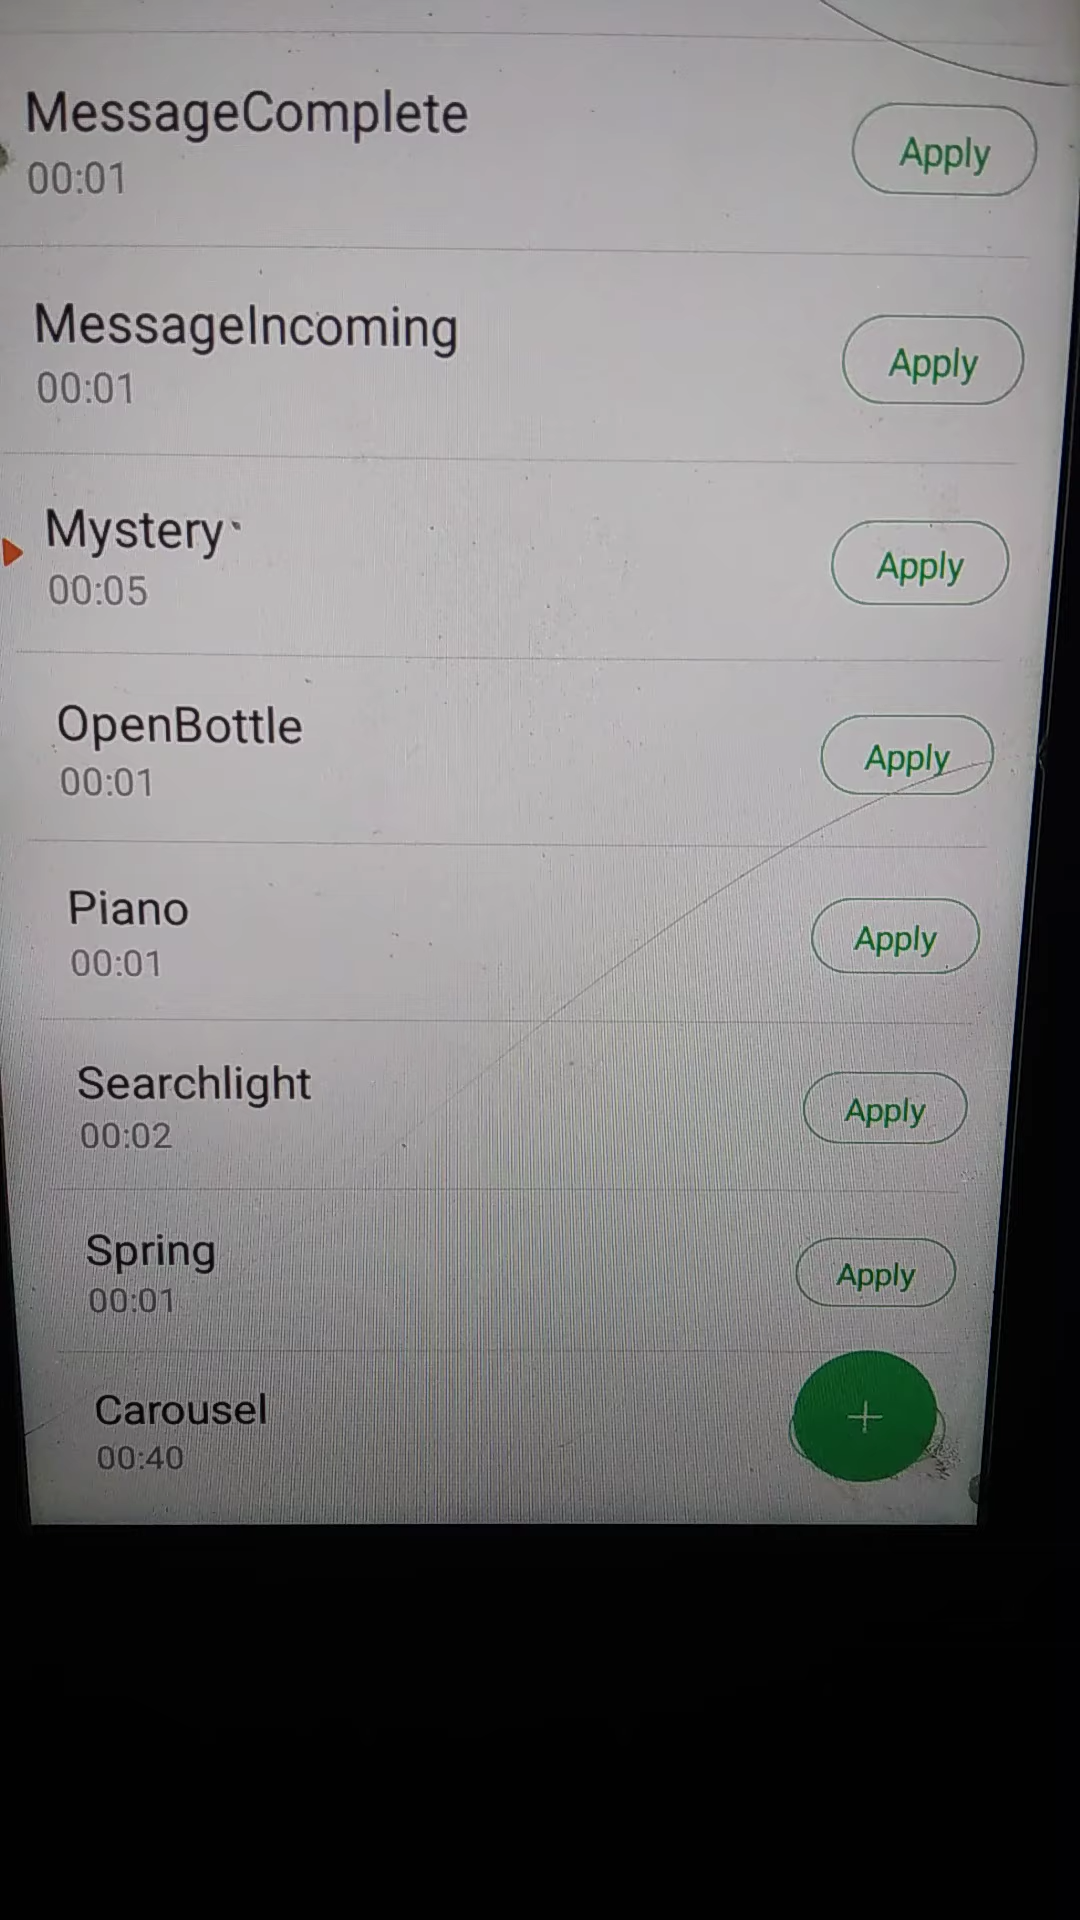 MessageComplete
00:01
Apply
MessageIncoming
00:01
Apply
Mystery
00:05
Apply
OpenBottle
00:01
Apply
Piano
00:01
Apply
Searchlight
00:02
Apply
Spring
00:01
Apply
Carousel
00:40
+